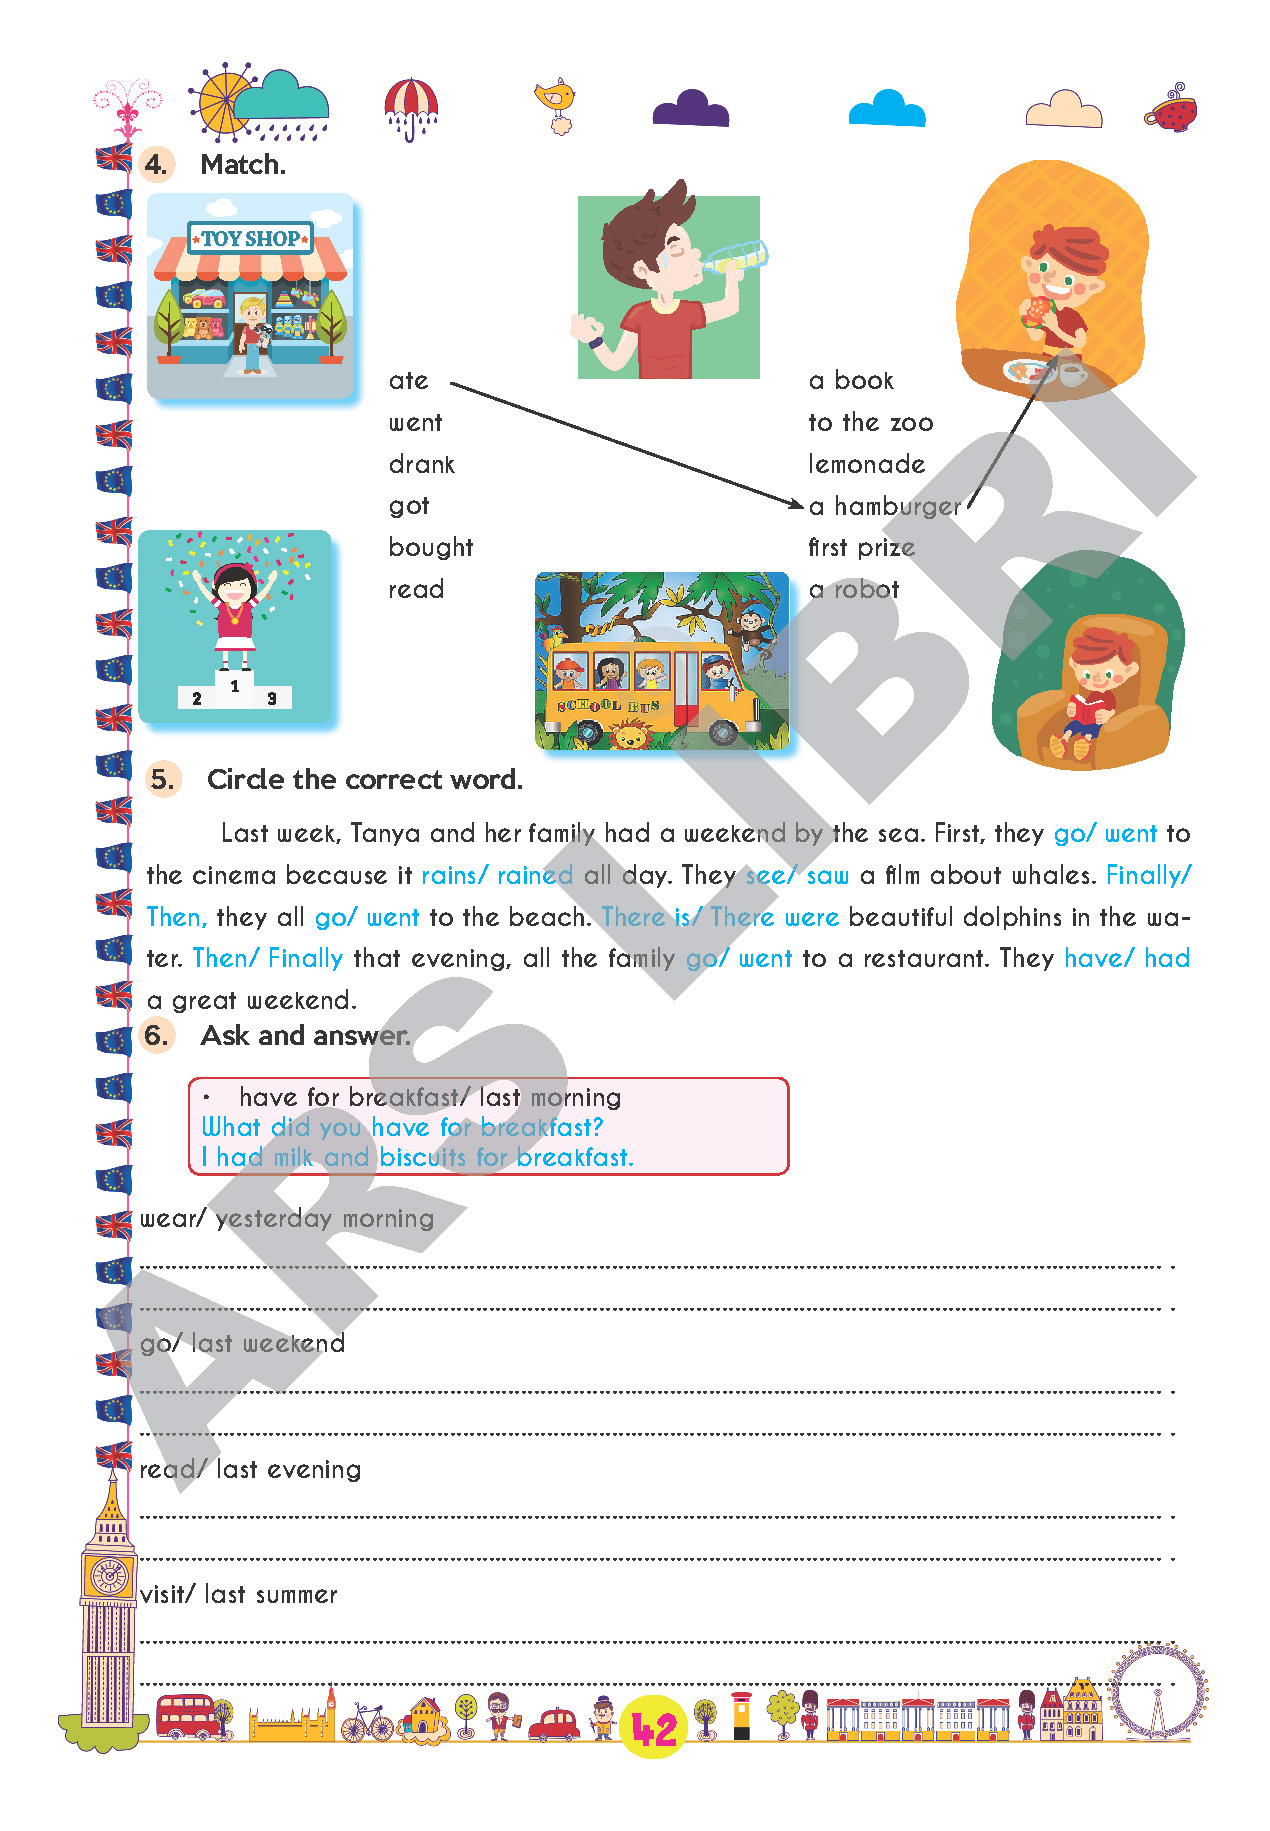 4. Match.
TOY SHOP
ate
went
drank
got
bought
read
a book
to the zoo
lemonade
a hamburger
first prize
a robot
2 1 3
SCHOOL BUS
5. Circle the correct word.
Last week, Tanya and her family had a weekend by the sea. First, they go/ went to
the cinema because it rains/ rained all day. They see/ saw a film about whales. Finally/
Then, they all go/ went to the beach. There is/ There were beautiful dolphins in the wa-
ter. Then/ Finally that evening, all the family go/ went to a restaurant. They have/ had
a great weekend.
6. Ask and answer.
• have for breakfast/ last morning
What did you have for breakfast?
I had milk and biscuits for breakfast.
wear/ yesterday morning
go/ last weekend
read/ last evening
visit/ last summer
42
ARS LIBRI